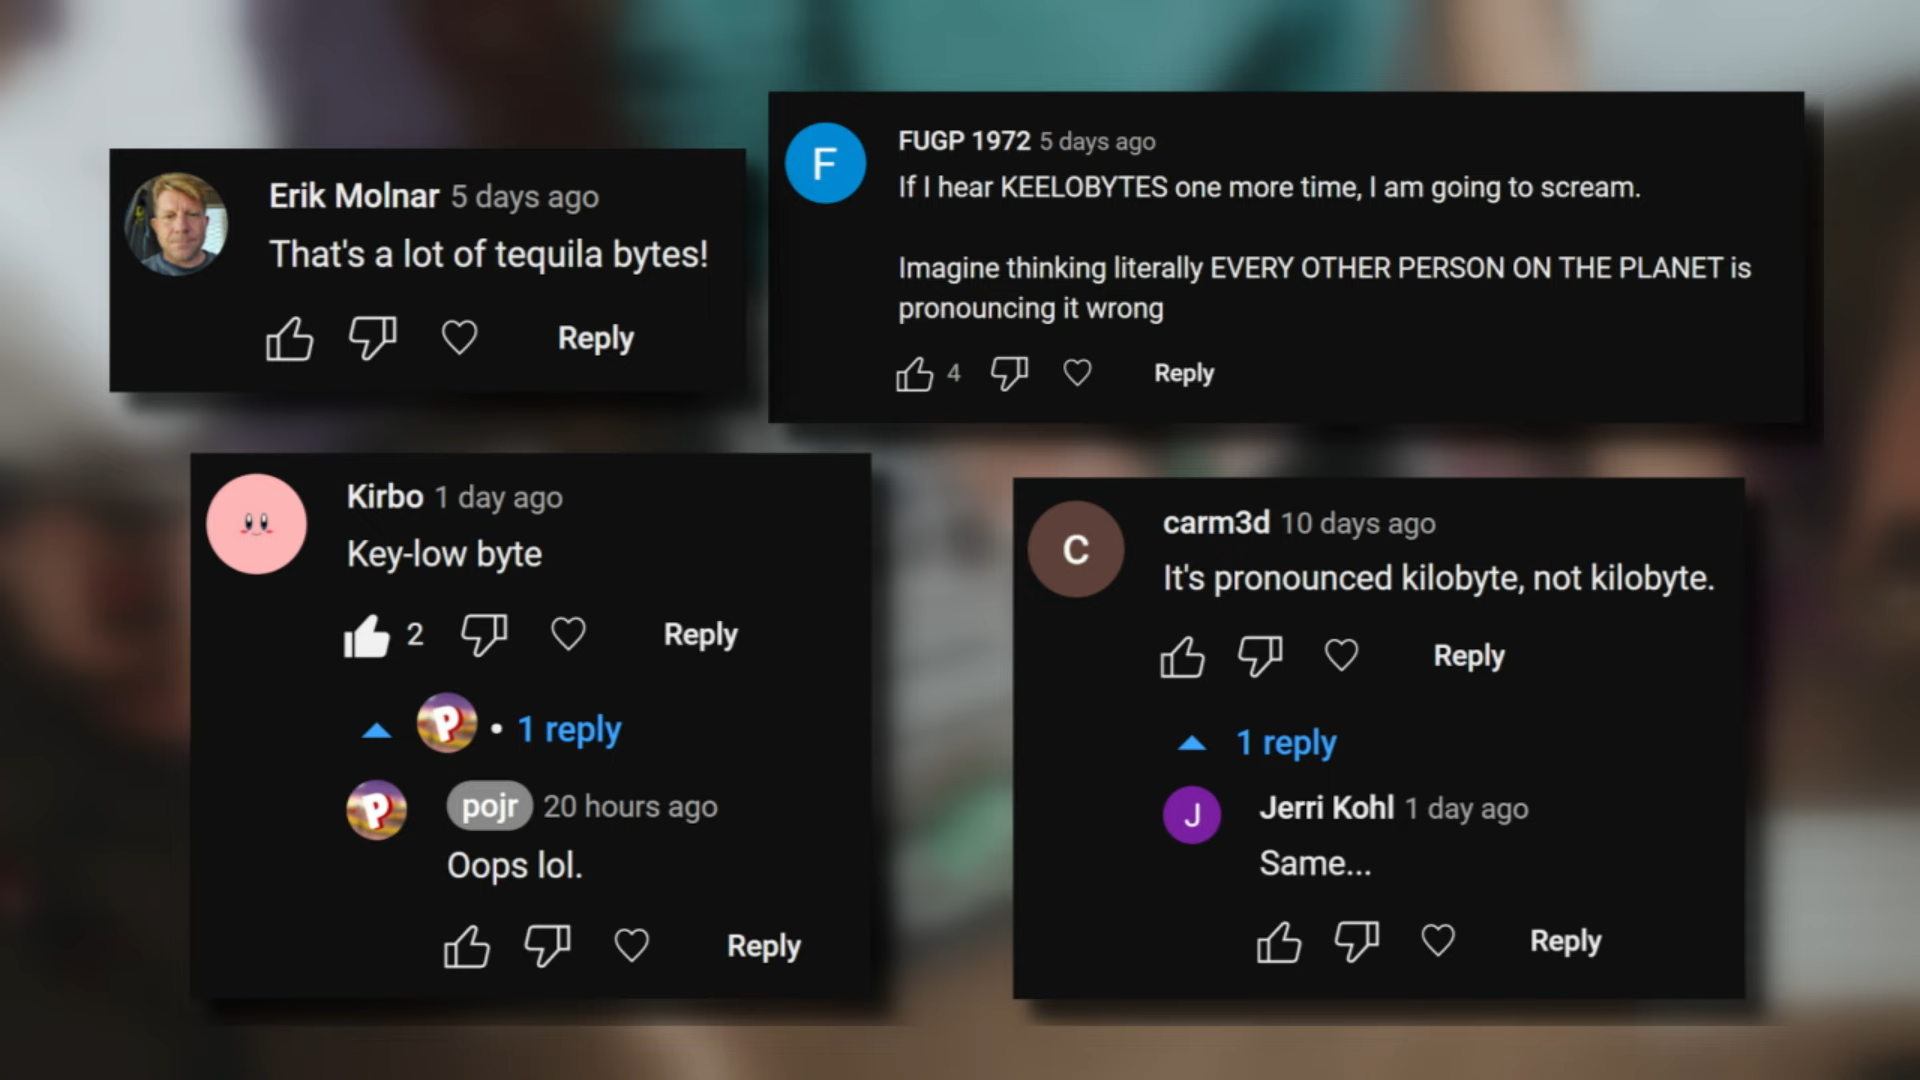 Erik Molnar 5 days ago
That's a lot of tequila bytes!
Reply
F
FUGP 1972 5 days ago
If I hear KEELOBYTES one more time, I am going to scream.
Imagine thinking literally EVERY OTHER PERSON ON THE PLANET is
pronouncing it wrong
4 Reply
Kirbo 1 day ago
Key-low byte
2 Reply
P • 1 reply
P pojr 20 hours ago
Oops lol.
Reply
C
carm3d 10 days ago
It's pronounced kilobyte, not kilobyte.
Reply
1 reply
J Jerri Kohl 1 day ago
Same...
Reply